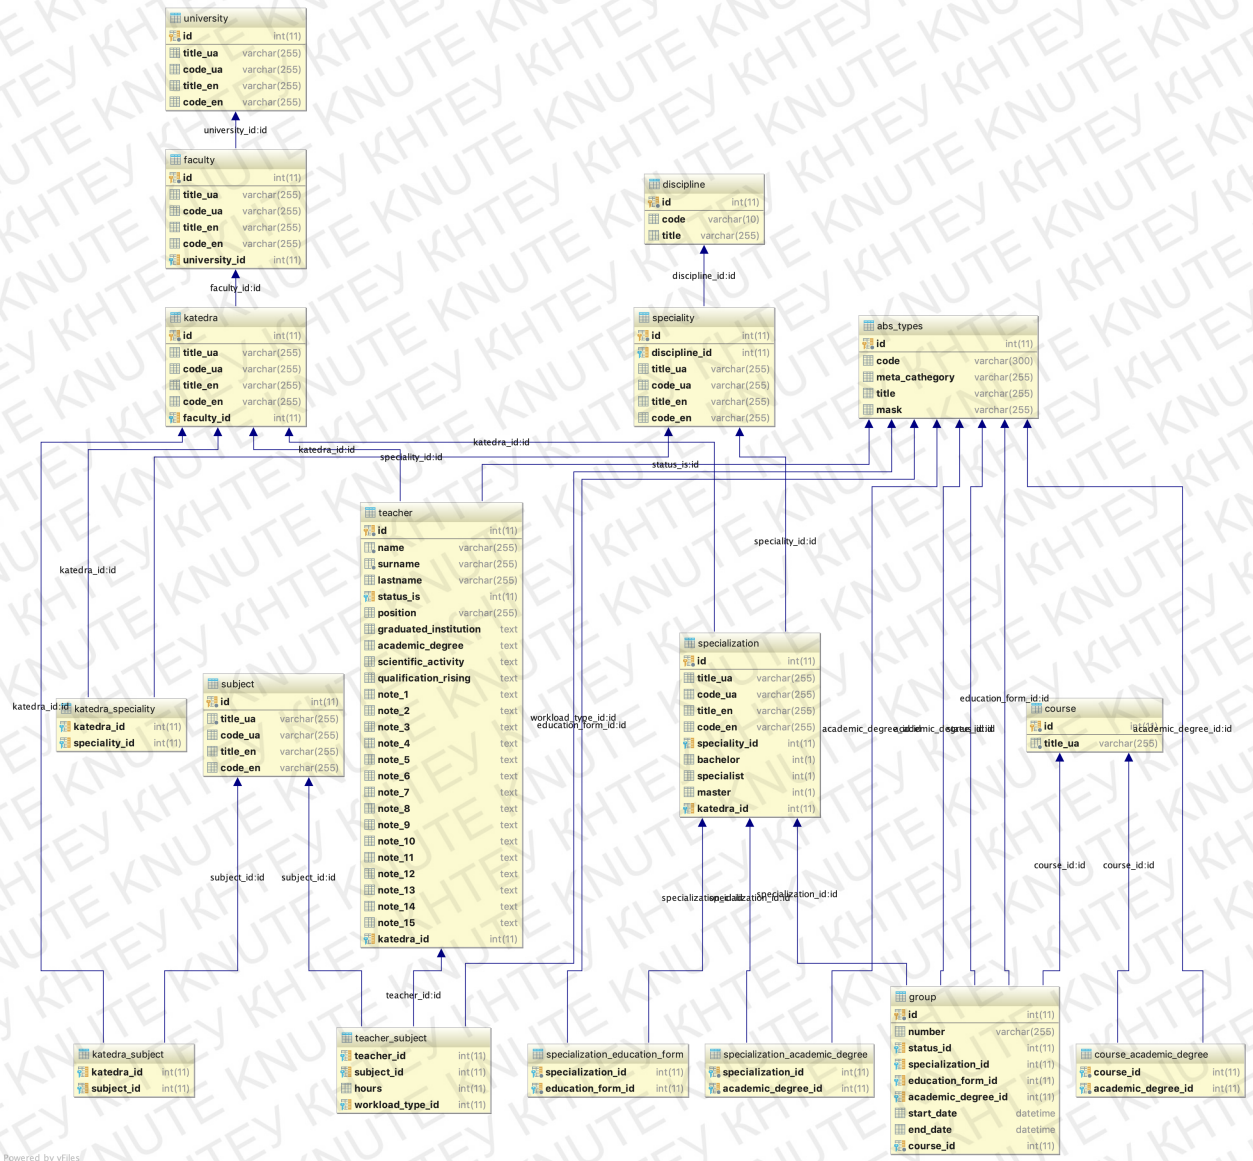 university
id int(11)
title_ua varchar(255)
code_ua varchar(255)
title_en varchar(255)
code_en varchar(255)
university_id:id
faculty
id int(11)
title_ua varchar(255)
code_ua varchar(255)
title_en varchar(255)
code_en varchar(255)
university_id int(11)
faculty_id:id
discipline
id int(11)
code varchar(10)
title varchar(255)
discipline_id:id
katedra
id int(11)
title_ua varchar(255)
code_ua varchar(255)
title_en varchar(255)
code_en varchar(255)
faculty_id int(11)
speciality
id int(11)
discipline_id int(11)
title_ua varchar(255)
code_ua varchar(255)
title_en varchar(255)
code_en varchar(255)
abs_types
id int(11)
code varchar(300)
meta_cathegory varchar(255)
title varchar(255)
mask varchar(255)
katedra_id:id
katedra_id:id
speciality_id:id
status_is:id
teacher
id int(11)
name varchar(255)
surname varchar(255)
lastname varchar(255)
status_is int(11)
position varchar(255)
graduated_institution text
academic_degree text
scientific_activity text
qualification_rising text
note_1 text
note_2 text
note_3 text
note_4 text
note_5 text
note_6 text
note_7 text
note_8 text
note_9 text
note_10 text
note_11 text
note_12 text
note_13 text
note_14 text
note_15 text
katedra_id int(11)
speciality_id:id
katedra_id:id
specialization
id int(11)
title_ua varchar(255)
code_ua varchar(255)
title_en varchar(255)
code_en varchar(255)
speciality_id int(11)
bachelor int(1)
specialist int(1)
master int(1)
katedra_id int(11)
subject
id int(11)
title_ua varchar(255)
code_ua varchar(255)
title_en varchar(255)
code_en varchar(255)
katedra_id:id
katedra_speciality
katedra_id int(11)
speciality_id int(11)
workload_type_id:id
education_form_id:id
education_form_id:id
course
id int(11)
title_ua varchar(255)
academic_degree_id:id
academic_degree_id:id
status_id:id
academic_degree_id:id
subject_id:id
subject_id:id
course_id:id
course_id:id
specialization_id:id
specialization_id:id
specialization_id:id
teacher_id:id
katedra_subject
katedra_id int(11)
subject_id int(11)
teacher_subject
teacher_id int(11)
subject_id int(11)
hours int(11)
workload_type_id int(11)
specialization_education_form
specialization_id int(11)
education_form_id int(11)
specialization_academic_degree
specialization_id int(11)
academic_degree_id int(11)
group
id int(11)
number varchar(255)
status_id int(11)
specialization_id int(11)
education_form_id int(11)
academic_degree_id int(11)
start_date datetime
end_date datetime
course_id int(11)
course_academic_degree
course_id int(11)
academic_degree_id int(11)
Powered by yFiles